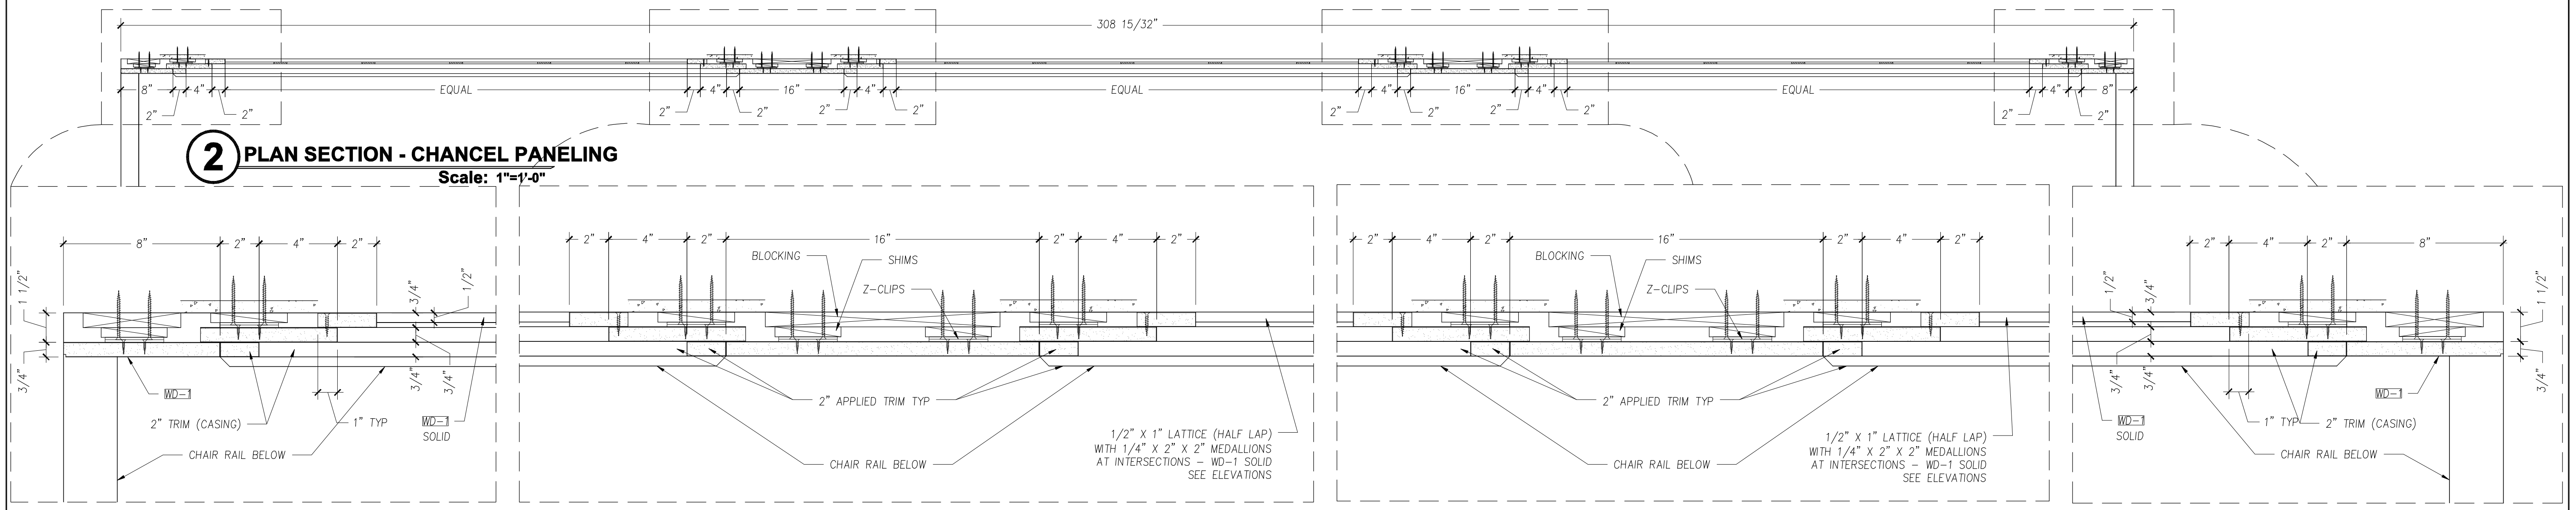 308 15/32"
8" 4" EQUAL 4" 16" 4" EQUAL 4" 16" 4" EQUAL 4" 8"
2" 2" 2" 2" 2" 2" 2" 2" 2" 2" 2" 2"
2 PLAN SECTION - CHANCEL PANELING
Scale: 1"=1'-0"
8" 2" 4" 2"
1 1/2"
3/4"
3/4"
1/2"
3/4"
3/4"
WD-1
2" TRIM (CASING)
1" TYP
WD-1
SOLID
CHAIR RAIL BELOW
2" 4" 2" 16" 2" 4" 2"
BLOCKING
SHIMS
Z-CLIPS
2" APPLIED TRIM TYP
CHAIR RAIL BELOW
1/2" X 1" LATTICE (HALF LAP)
WITH 1/4" X 2" X 2" MEDALLIONS
AT INTERSECTIONS - WD-1 SOLID
SEE ELEVATIONS
2" 4" 2" 16" 2" 4" 2"
BLOCKING
SHIMS
Z-CLIPS
2" APPLIED TRIM TYP
CHAIR RAIL BELOW
1/2" X 1" LATTICE (HALF LAP)
WITH 1/4" X 2" X 2" MEDALLIONS
AT INTERSECTIONS - WD-1 SOLID
SEE ELEVATIONS
2" 4" 2" 8"
1/2"
3/4"
1 1/2"
3/4"
3/4"
3/4"
WD-1
SOLID
WD-1
1" TYP
2" TRIM (CASING)
CHAIR RAIL BELOW